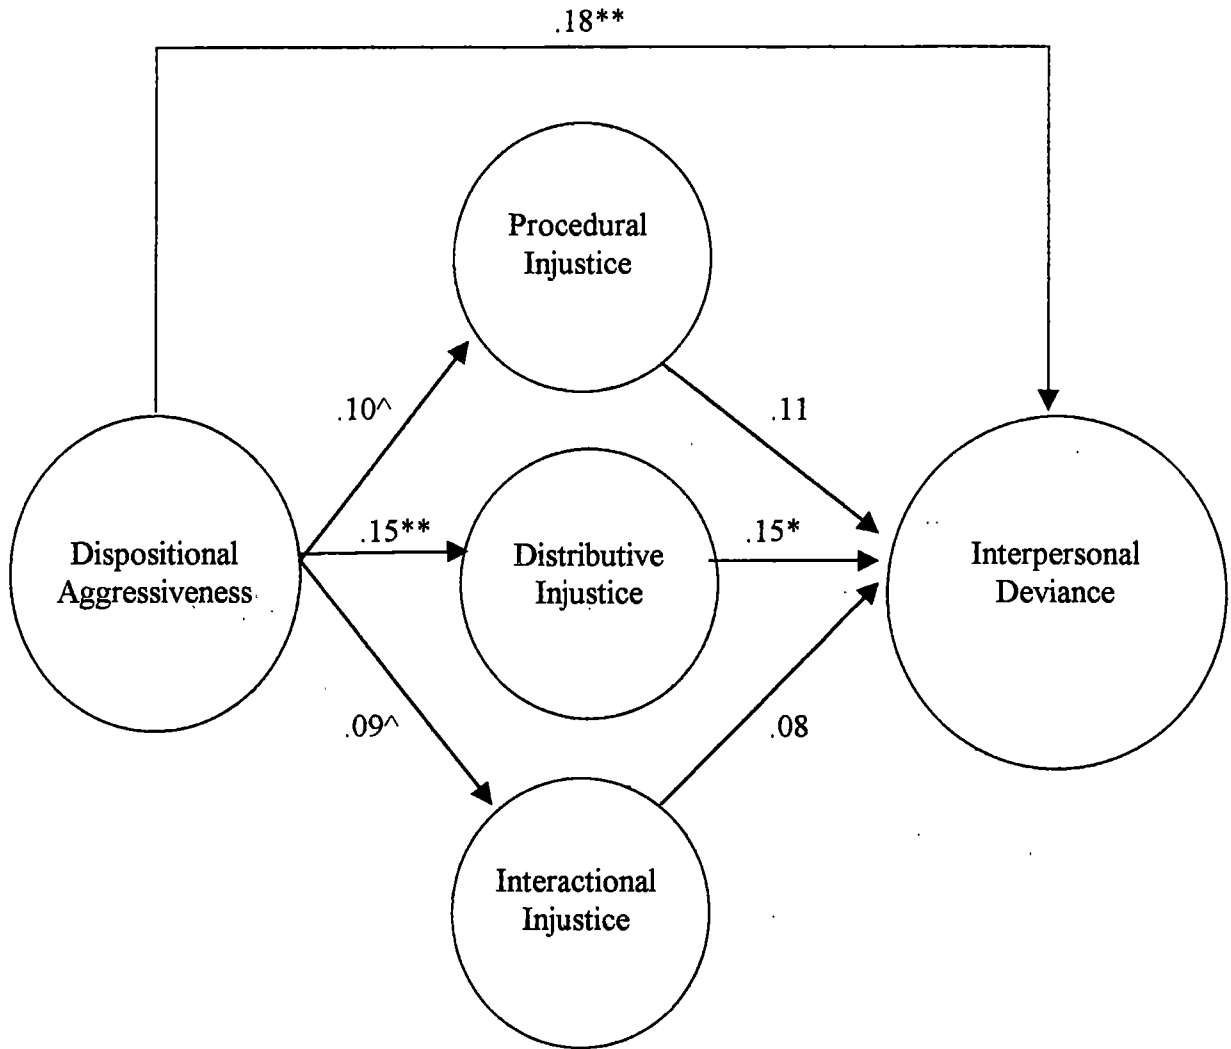 .18**
Procedural
Injustice
.10^
.11
.15**
.15*
Dispositional
Aggressiveness
Distributive
Injustice
Interpersonal
Deviance
.09^
.08
Interactional
Injustice